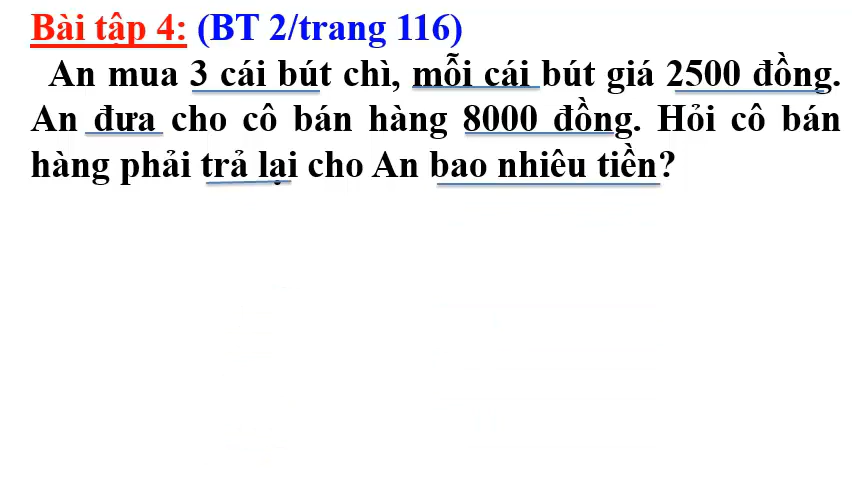 Bài tập 4: (BT 2/trang 116)
An mua 3 cái bút chì, mỗi cái bút giá 2500 đồng.
An đưa cho cô bán hàng 8000 đồng. Hỏi cô bán
hàng phải trả lại cho An bao nhiêu tiền?